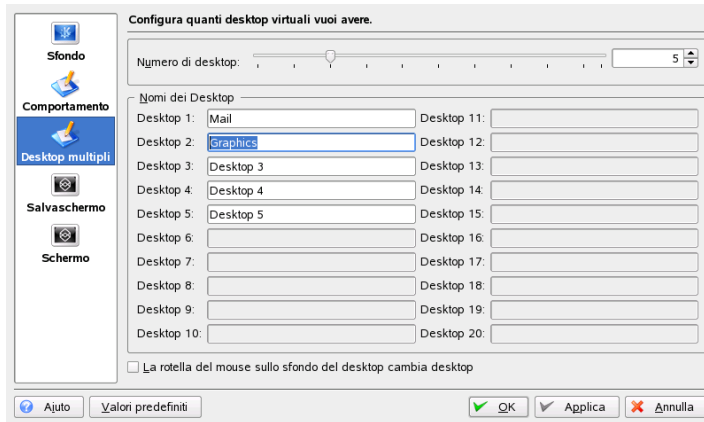 Configura quanti desktop virtuali vuoi avere.
Sfondo
Comportamento
Desktop multipli
Salvaschermo
Schermo
Numero di desktop: 5
Nomi dei Desktop
Desktop 1: Mail Desktop 11:
Desktop 2: Graphics Desktop 12:
Desktop 3: Desktop 3 Desktop 13:
Desktop 4: Desktop 4 Desktop 14:
Desktop 5: Desktop 5 Desktop 15:
Desktop 6: Desktop 16:
Desktop 7: Desktop 17:
Desktop 8: Desktop 18:
Desktop 9: Desktop 19:
Desktop 10: Desktop 20:
La rotella del mouse sullo sfondo del desktop cambia desktop
Aiuto Valori predefiniti OK Applica Annulla